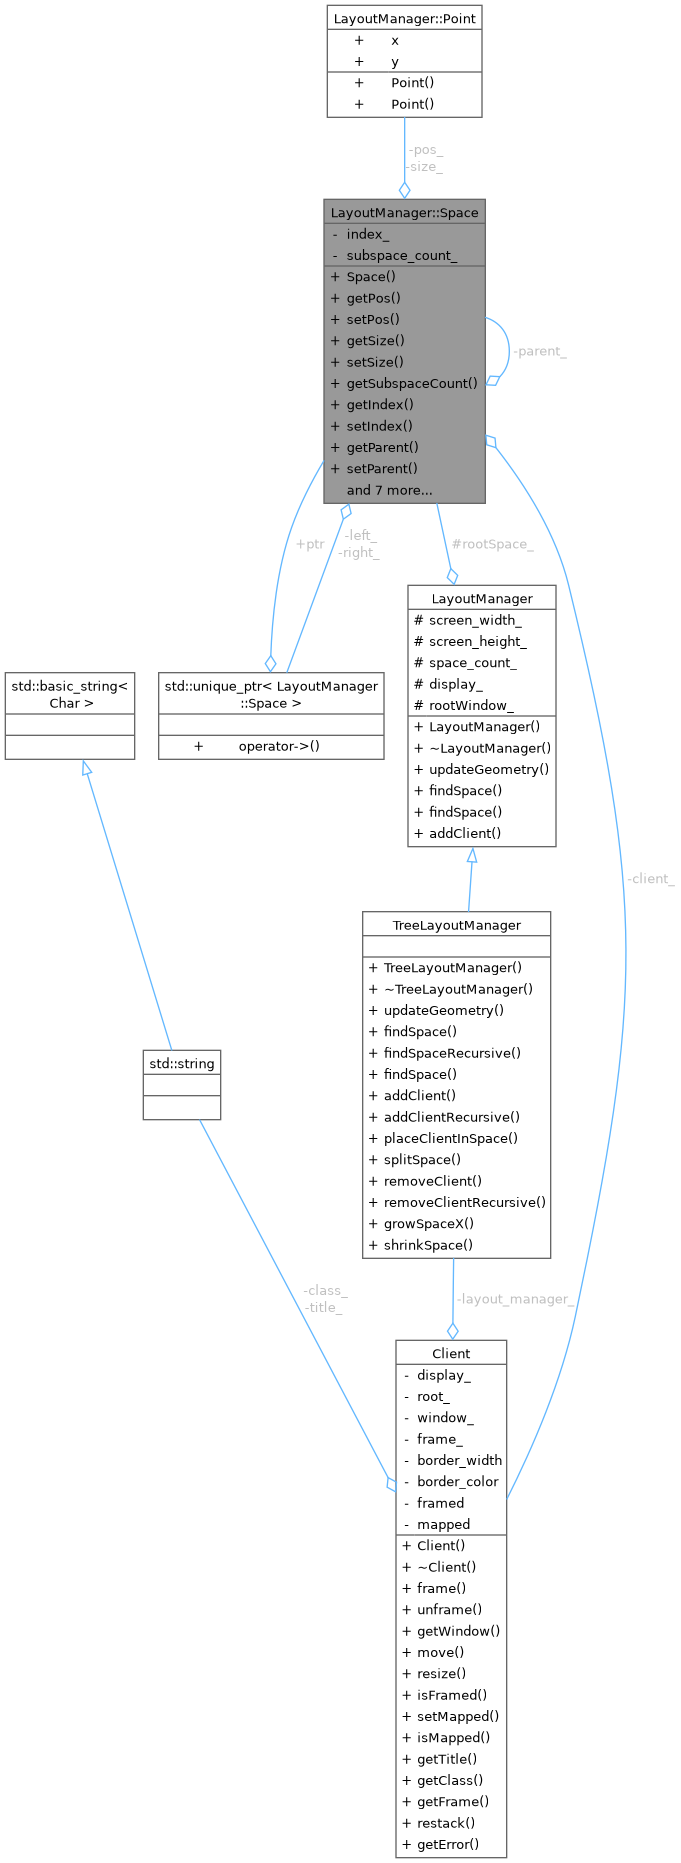 LayoutManager::Point
+ x
+ y
+ Point()
+ Point()
-pos_
-size_
LayoutManager::Space
- index_
- subspace_count_
+ Space()
+ getPos()
+ setPos()
+ getSize()
+ setSize()
+ getSubspaceCount()
+ getIndex()
+ setIndex()
+ getParent()
+ setParent()
and 7 more...
-parent_
+ptr
-left_
-right_
#rootSpace_
std::basic_string<
Char >
std::unique_ptr< LayoutManager
::Space >
+ operator->()
LayoutManager
# screen_width_
# screen_height_
# space_count_
# display_
# rootWindow_
+ LayoutManager()
+ ~LayoutManager()
+ updateGeometry()
+ findSpace()
+ findSpace()
+ addClient()
-client_
TreeLayoutManager
+ TreeLayoutManager()
+ ~TreeLayoutManager()
+ updateGeometry()
+ findSpace()
+ findSpaceRecursive()
+ findSpace()
+ addClient()
+ addClientRecursive()
+ placeClientInSpace()
+ splitSpace()
+ removeClient()
+ removeClientRecursive()
+ growSpaceX()
+ shrinkSpace()
std::string
-class_
-title_
-layout_manager_
Client
- display_
- root_
- window_
- frame_
- border_width
- border_color
- framed
- mapped
+ Client()
+ ~Client()
+ frame()
+ unframe()
+ getWindow()
+ move()
+ resize()
+ isFramed()
+ setMapped()
+ isMapped()
+ getTitle()
+ getClass()
+ getFrame()
+ restack()
+ getError()